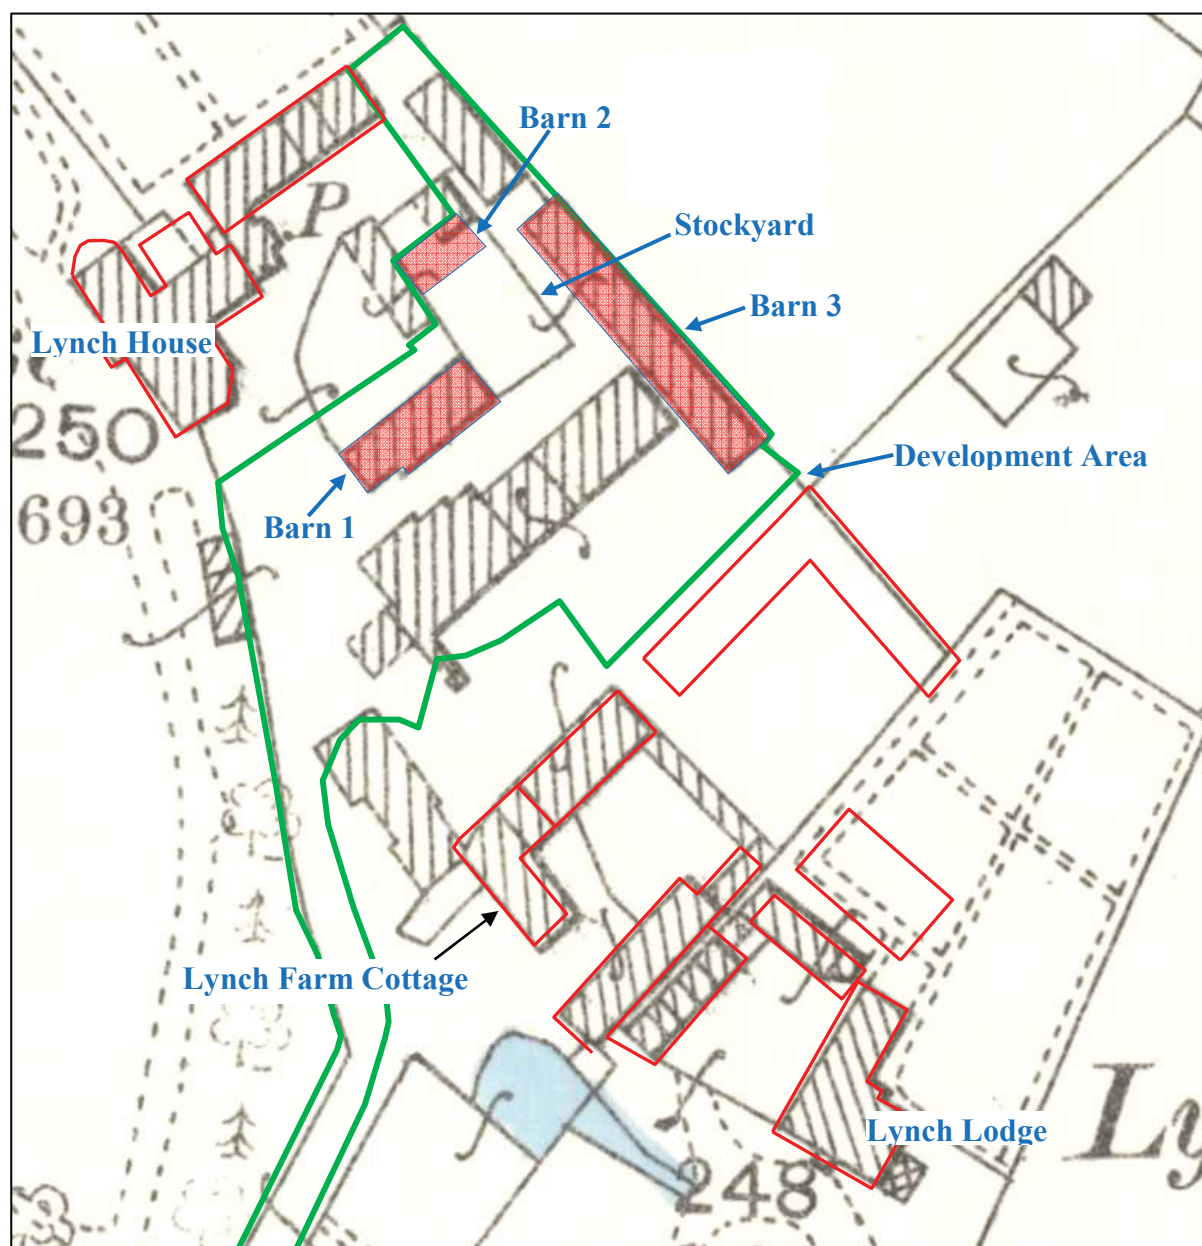 Barn 2
P
Stockyard
Barn 3
Lynch House
250
693
Development Area
Barn 1
Lynch Farm Cottage
Lynch Lodge
Ly
248